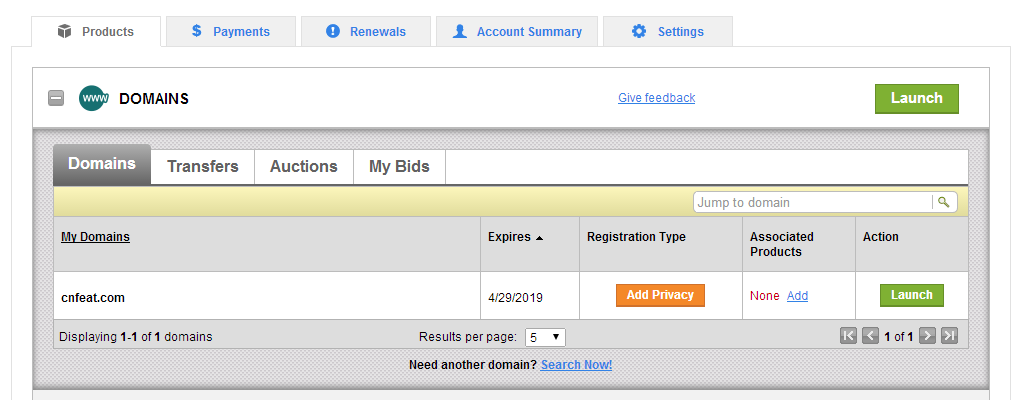 Products $ Payments Renewals Account Summary Settings
www DOMAINS Give feedback Launch
Domains Transfers Auctions My Bids
Jump to domain
My Domains Expires Registration Type Associated Products Action
cnfeat.com 4/29/2019 Add Privacy None Add Launch
Displaying 1-1 of 1 domains Results per page: 5 1 of 1
Need another domain? Search Now!